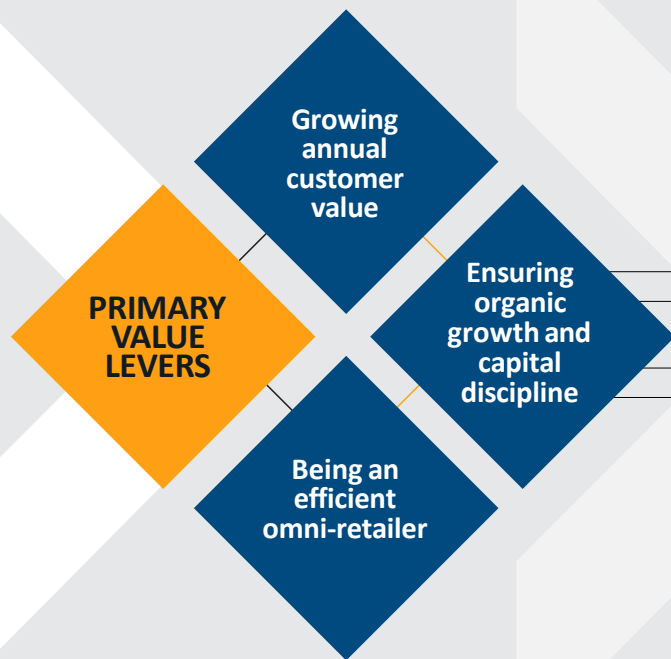 PRIMARY
VALUE
LEVERS
Growing
annual
customer
value
Ensuring
organic
growth and
capital
discipline
Being an
efficient
omni-retailer